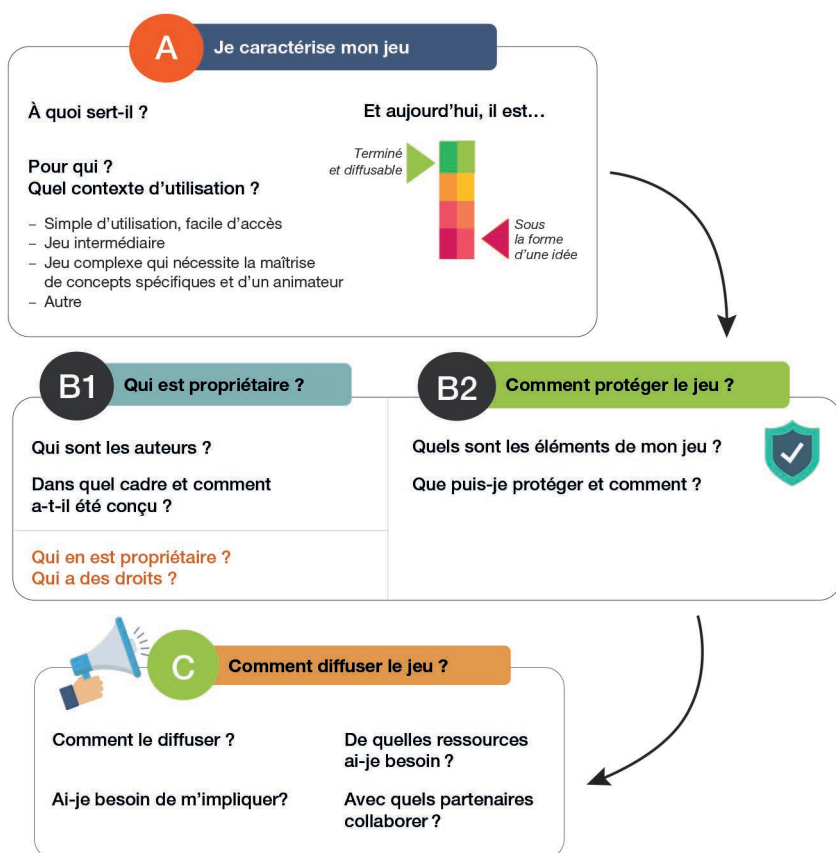 A
Je caractérise mon jeu
À quoi sert-il ?
Pour qui ?
Quel contexte d'utilisation ?
– Simple d'utilisation, facile d'accès
– Jeu intermédiaire
– Jeu complexe qui nécessite la maîtrise
de concepts spécifiques et d'un animateur
– Autre
Et aujourd'hui, il est…
Terminé
et diffusable
Sous
la forme
d'une idée
B1
Qui est propriétaire ?
Qui sont les auteurs ?
Dans quel cadre et comment
a-t-il été conçu ?
Qui en est propriétaire ?
Qui a des droits ?
B2
Comment protéger le jeu ?
Quels sont les éléments de mon jeu ?
Que puis-je protéger et comment ?
C
Comment diffuser le jeu ?
Comment le diffuser ?
Ai-je besoin de m'impliquer?
De quelles ressources
ai-je besoin ?
Avec quels partenaires
collaborer ?